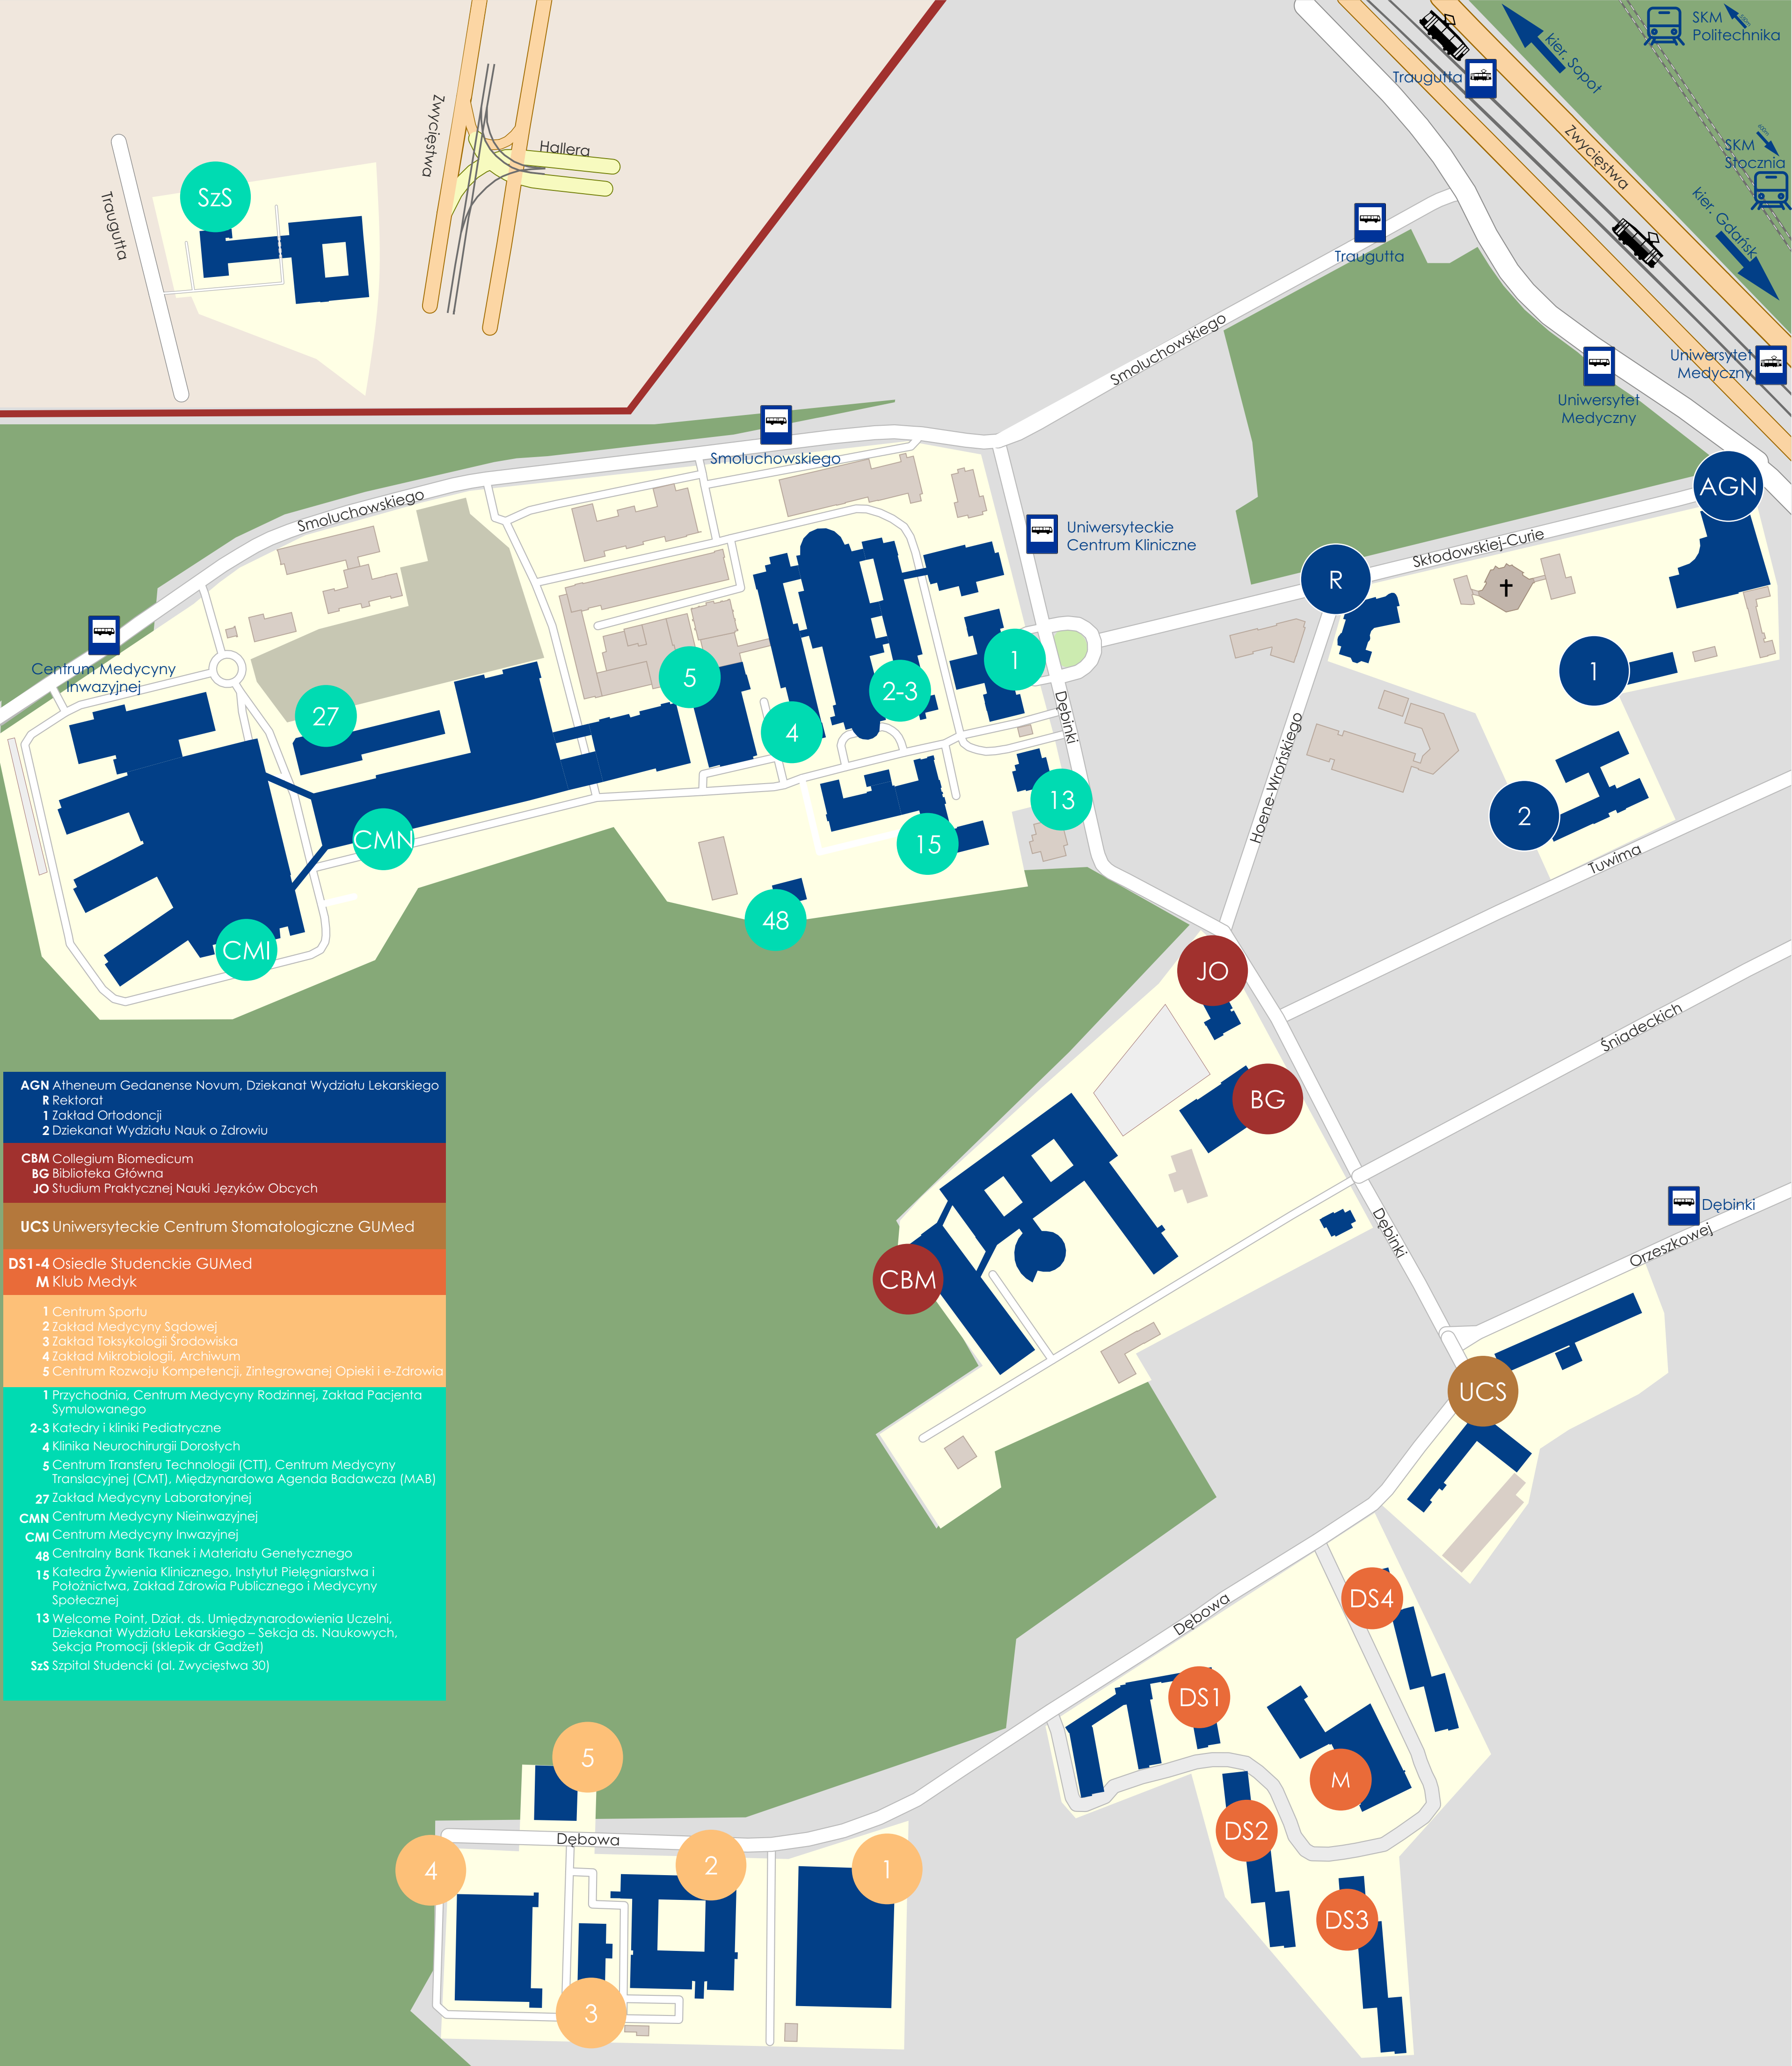 SKM
Politechnika
650m
kier. Sopot
Traugutta
Zwycięstwa
800m
SKM
Stocznia
kier. Gdańsk
Zwycięstwa
Hallera
SzS
Traugutta
Traugutta
Smoluchowskiego
Uniwersytet
Medyczny
Uniwersytet
Medyczny
Smoluchowskiego
Smoluchowskiego
AGN
Uniwersyteckie
Centrum Kliniczne
Skłodowskiej-Curie
R
Centrum Medycyny
Inwazyjnej
1
1
5
2-3
27
4
Dębinki
Hoene-Wrońskiego
13
2
CMN
15
Tuwima
48
CMI
JO
Śniadeckich
BG
Dębinki
Dębinki
Orzeszkowej
CBM
UCS
AGN Atheneum Gedanense Novum, Dziekanat Wydziału Lekarskiego
R Rektorat
1 Zakład Ortodoncji
2 Dziekanat Wydziału Nauk o Zdrowiu
CBM Collegium Biomedicum
BG Biblioteka Główna
JO Studium Praktycznej Nauki Języków Obcych
UCS Uniwersyteckie Centrum Stomatologiczne GUMed
DS1-4 Osiedle Studenckie GUMed
M Klub Medyk
1 Centrum Sportu
2 Zakład Medycyny Sądowej
3 Zakład Toksykologii Środowiska
4 Zakład Mikrobiologii, Archiwum
5 Centrum Rozwoju Kompetencji, Zintegrowanej Opieki i e-Zdrowia
1 Przychodnia, Centrum Medycyny Rodzinnej, Zakład Pacjenta
Symulowanego
2-3 Katedry i kliniki Pediatryczne
4 Klinika Neurochirurgii Dorosłych
5 Centrum Transferu Technologii (CTT), Centrum Medycyny
Translacyjnej (CMT), Międzynardowa Agenda Badawcza (MAB)
27 Zakład Medycyny Laboratoryjnej
CMN Centrum Medycyny Nieinwazyjnej
CMI Centrum Medycyny Inwazyjnej
48 Centralny Bank Tkanek i Materiału Genetycznego
15 Katedra Żywienia Klinicznego, Instytut Pielęgniarstwa i
Położnictwa, Zakład Zdrowia Publicznego i Medycyny
Społecznej
13 Welcome Point, Dział. ds. Umiędzynarodowienia Uczelni,
Dziekanat Wydziału Lekarskiego – Sekcja ds. Naukowych,
Sekcja Promocji (sklepik dr Gadżet)
SzS Szpital Studencki (al. Zwycięstwa 30)
DS4
Dębowa
DS1
M
DS2
DS3
5
Dębowa
4
2
1
3